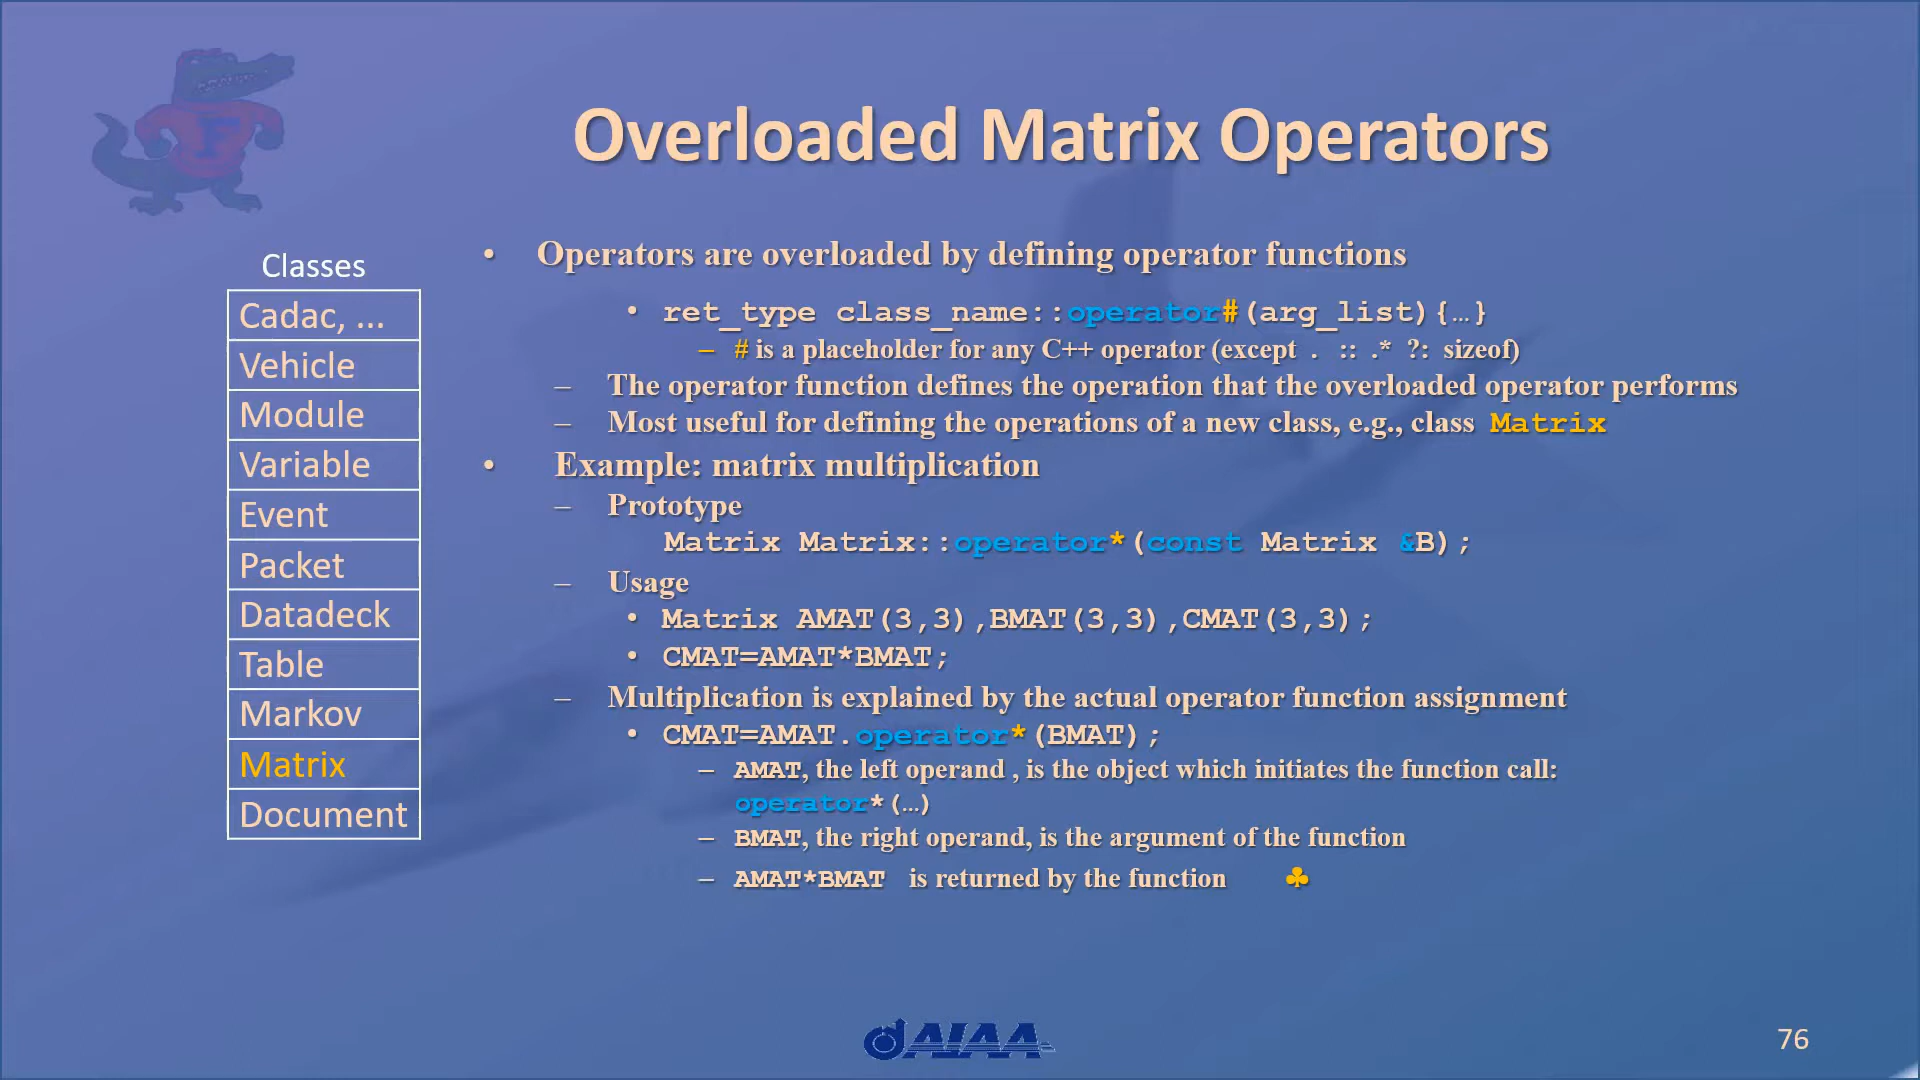 F
Overloaded Matrix Operators
Classes
Cadac, ...
Vehicle
Module
Variable
Event
Packet
Datadeck
Table
Markov
Matrix
Document
• Operators are overloaded by defining operator functions
• ret_type class_name::operator#(arg_list){…}
– # is a placeholder for any C++ operator (except . :: .* ?: sizeof)
– The operator function defines the operation that the overloaded operator performs
– Most useful for defining the operations of a new class, e.g., class Matrix
• Example: matrix multiplication
– Prototype
Matrix Matrix::operator*(const Matrix &B);
– Usage
• Matrix AMAT(3,3),BMAT(3,3),CMAT(3,3);
• CMAT=AMAT*BMAT;
– Multiplication is explained by the actual operator function assignment
• CMAT=AMAT.operator*(BMAT);
– AMAT, the left operand , is the object which initiates the function call:
operator*(…)
– BMAT, the right operand, is the argument of the function
– AMAT*BMAT is returned by the function ♣
AIAA
76